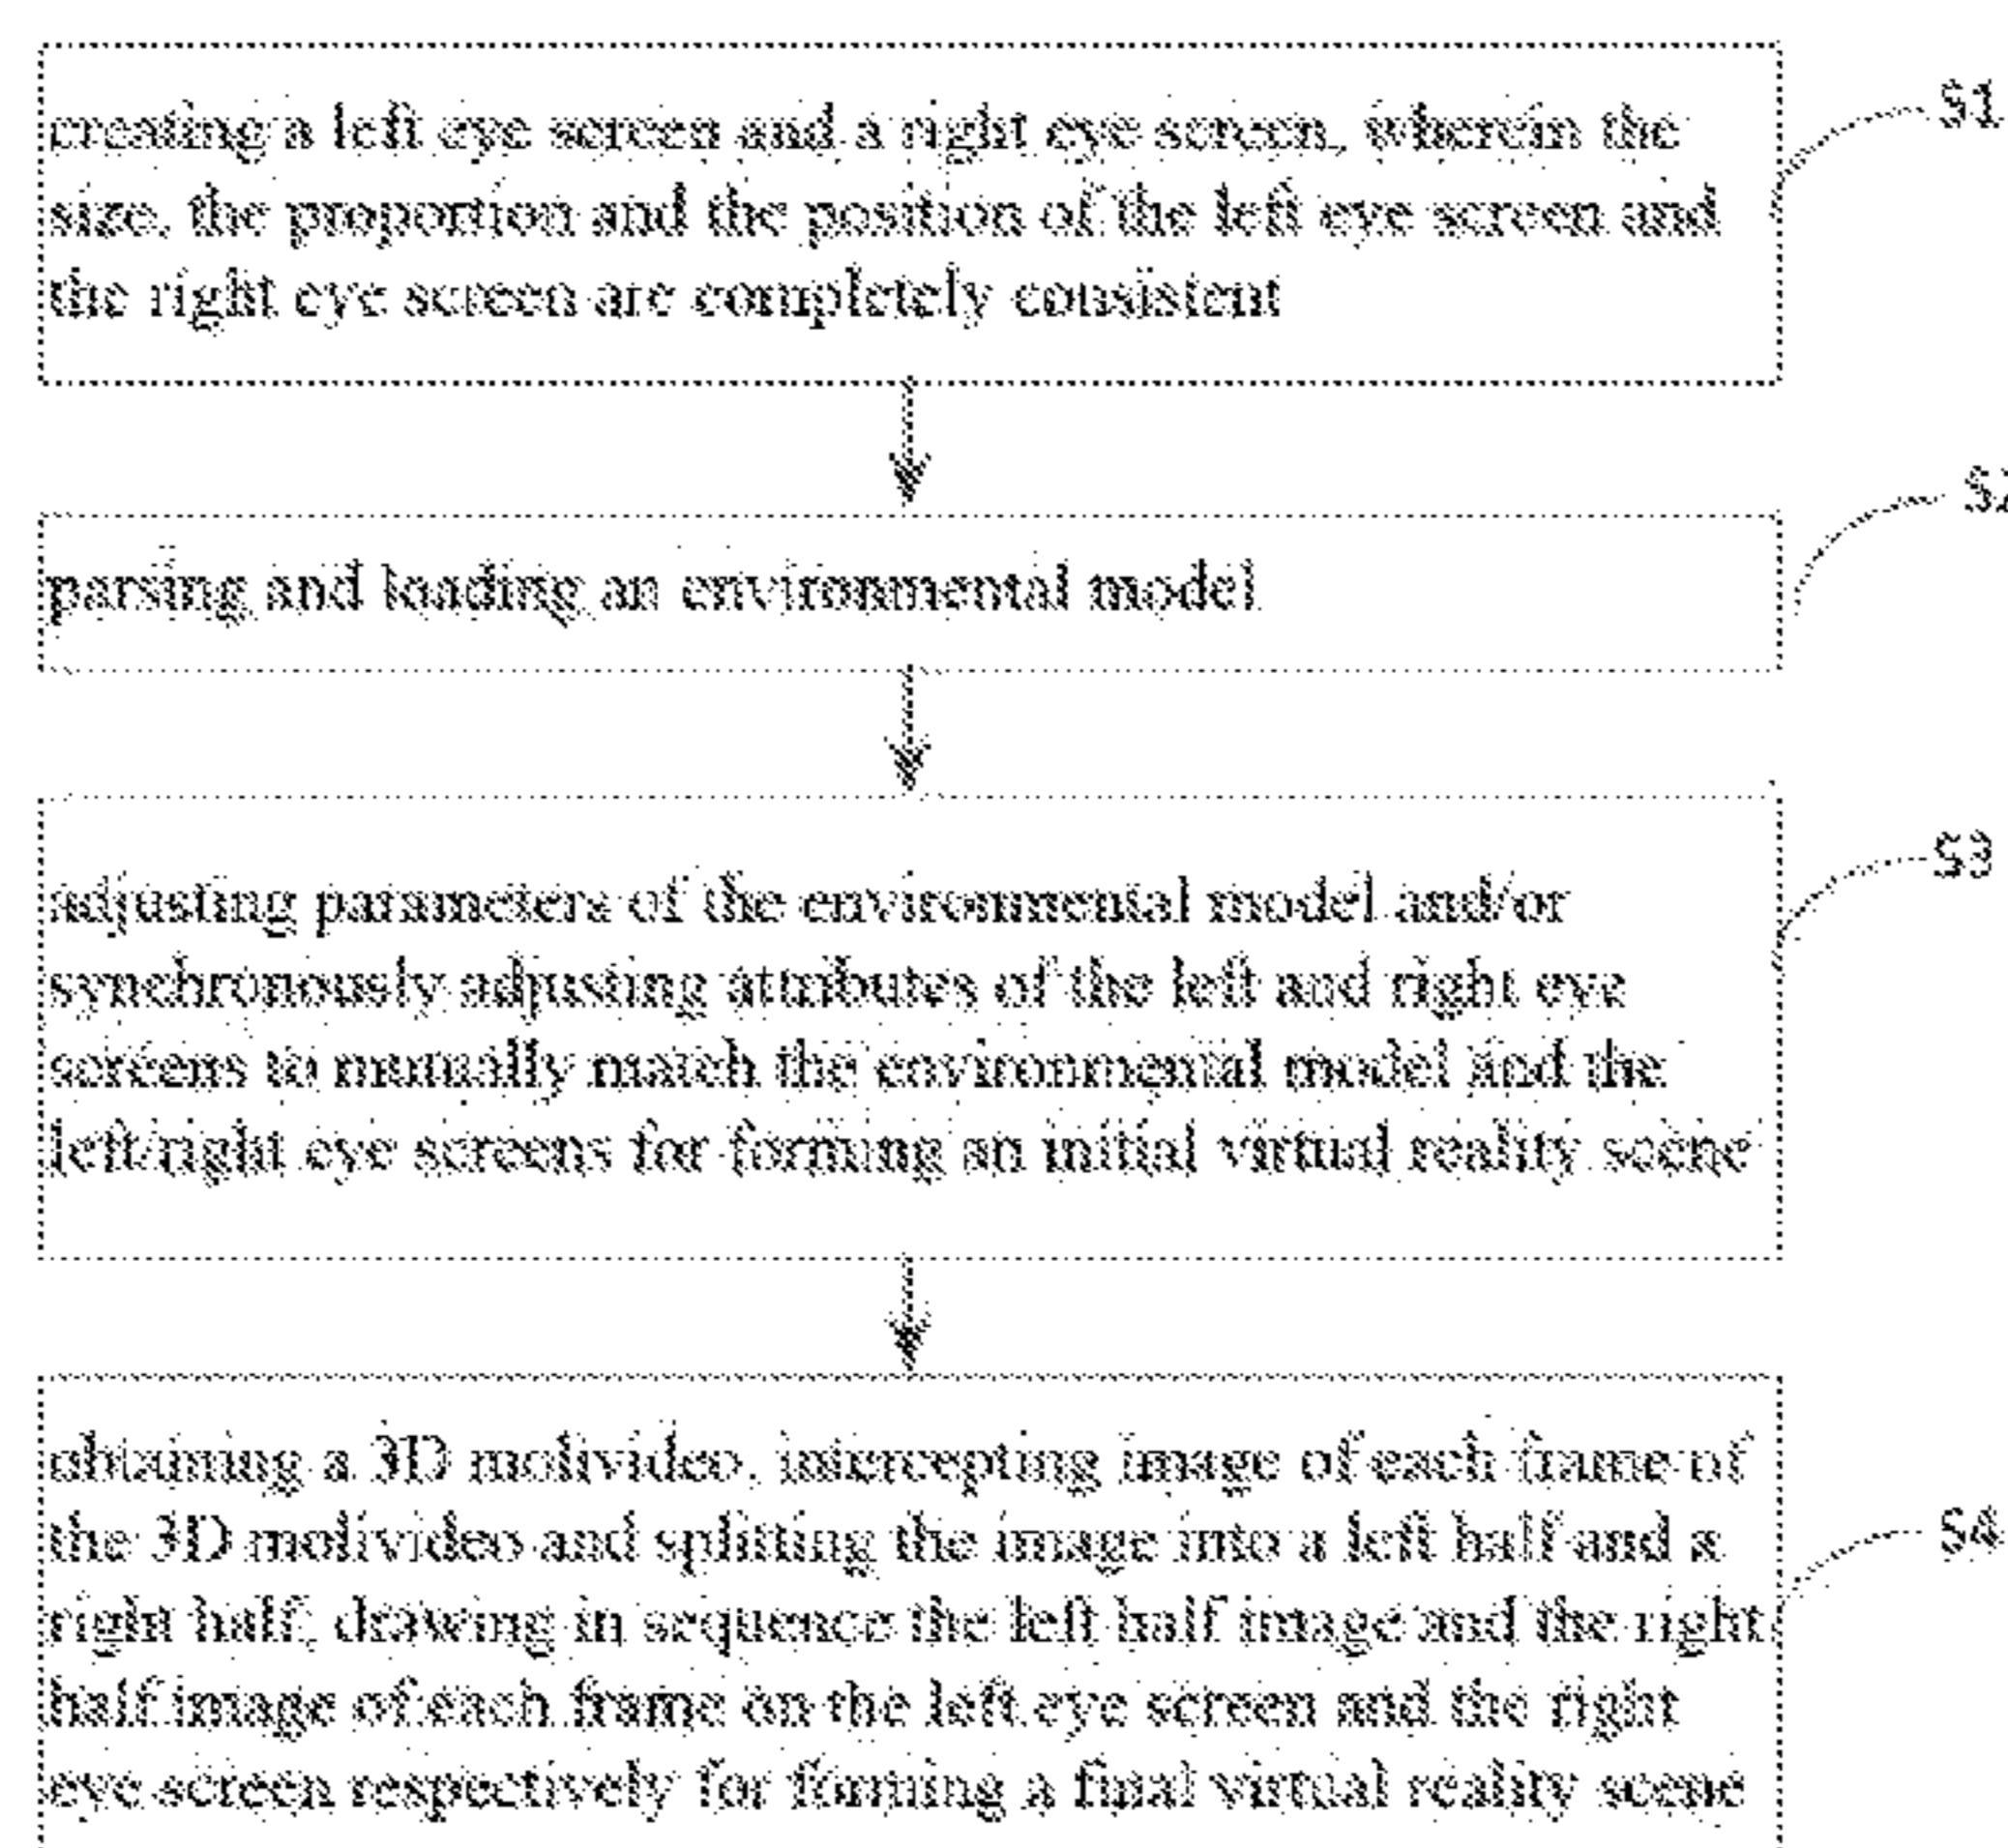 creating a left eye screen and a right eye screen, wherein the
S1
size, the proportion and the position of the left eye screen and
the right eye screen are completely consistent
S2
parsing and loading an environmental model
S3
adjusting parameters of the environmental model and/or
synchronously adjusting attributes of the left and right eye
screens to mutually match the environmental model and the
left/right eye screens for forming an initial virtual reality scene
obtaining a 3D molivideo, intercepting image of each frame of
the 3D molivideo and splitting the image into a left half and a
S4
right half, drawing in sequence the left half image and the right
half image of each frame on the left eye screen and the right
eye screen respectively for forming a final virtual reality scene